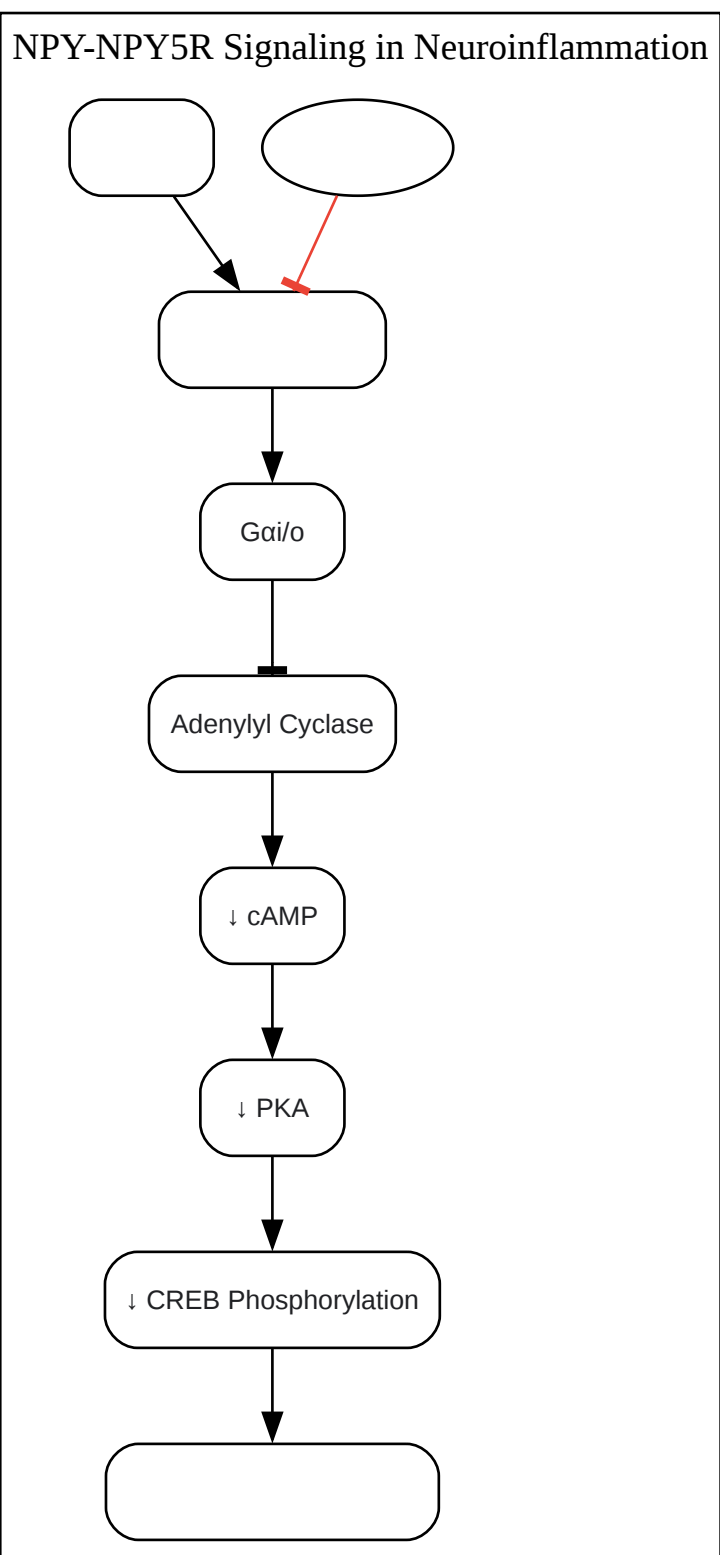 NPY-NPY5R Signaling in Neuroinflammation
Gαi/o
Adenylyl Cyclase
↓ cAMP
↓ PKA
↓ CREB Phosphorylation